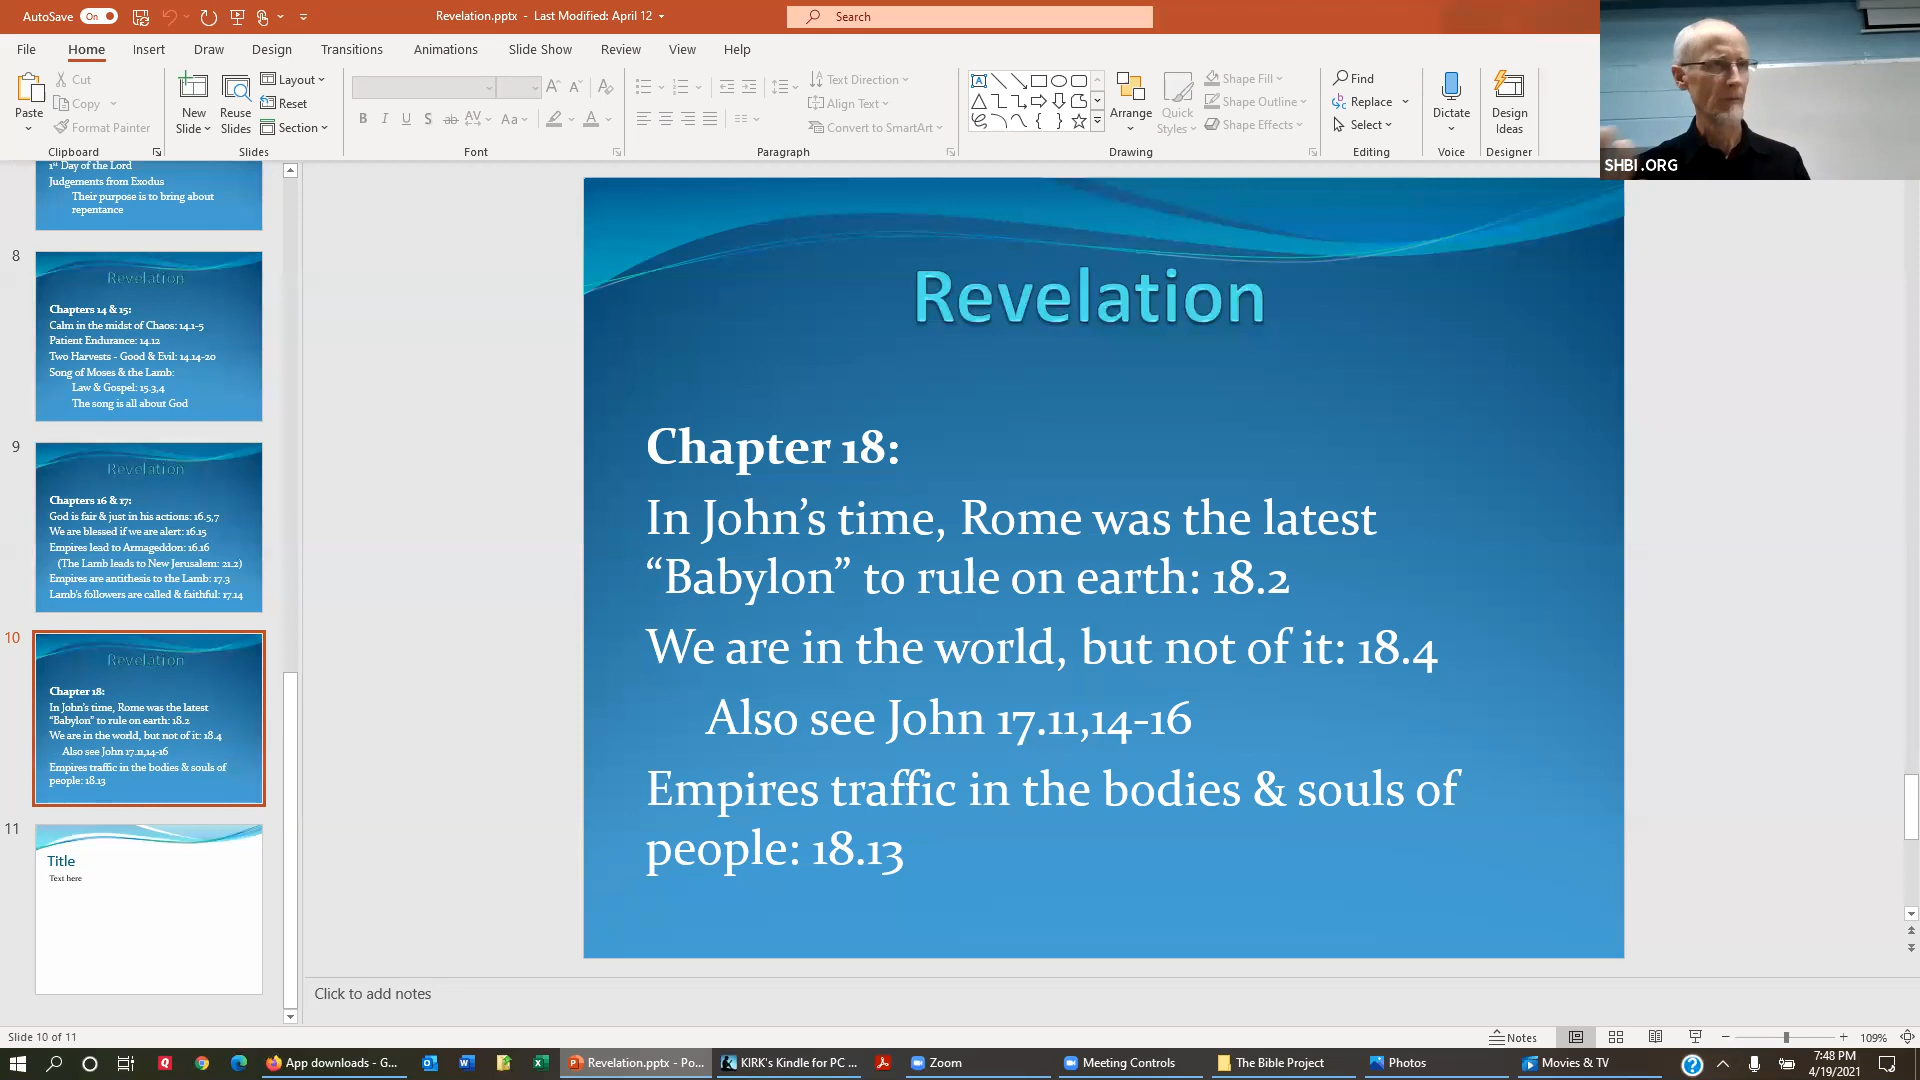 AutoSave On
Revelation.pptx - Last Modified: April 12
Search
File Home Insert Draw Design Transitions Animations Slide Show Review View Help
Paste
Cut
Copy
Format Painter
Clipboard
New Slide
Reuse Slides
Layout
Reset
Section
Slides
B I U S ab AV Aa A
Font
Text Direction
Align Text
Convert to SmartArt
Paragraph
Arrange
Quick Styles
Shape Fill
Shape Outline
Shape Effects
Drawing
Find
Replace
Select
Editing
Dictate
Voice
Design Ideas
Designer
SHBI.ORG
1st Day of the Lord
Judgements from Exodus
Their purpose is to bring about
repentance
8
Revelation
Chapters 14 & 15:
Calm in the midst of Chaos: 14.1-5
Patient Endurance: 14.12
Two Harvests - Good & Evil: 14.14-20
Song of Moses & the Lamb:
Law & Gospel: 15.3,4
The song is all about God
9
Revelation
Chapters 16 & 17:
God is fair & just in his actions: 16.5,7
We are blessed if we are alert: 16.15
Empires lead to Armageddon: 16.16
(The Lamb leads to New Jerusalem: 21.2)
Empires are antithesis to the Lamb: 17.3
Lamb's followers are called & faithful: 17.14
10
Revelation
Chapter 18:
In John's time, Rome was the latest
“Babylon” to rule on earth: 18.2
We are in the world, but not of it: 18.4
Also see John 17.11,14-16
Empires traffic in the bodies & souls of
people: 18.13
11
Title
Text here
Revelation
Chapter 18:
In John’s time, Rome was the latest
“Babylon” to rule on earth: 18.2
We are in the world, but not of it: 18.4
Also see John 17.11,14-16
Empires traffic in the bodies & souls of
people: 18.13
Click to add notes
Slide 10 of 11
Notes
109%
App downloads - G...
Revelation.pptx - Po...
KIRK's Kindle for PC ...
Zoom
Meeting Controls
The Bible Project
Photos
Movies & TV
7:48 PM
4/19/2021